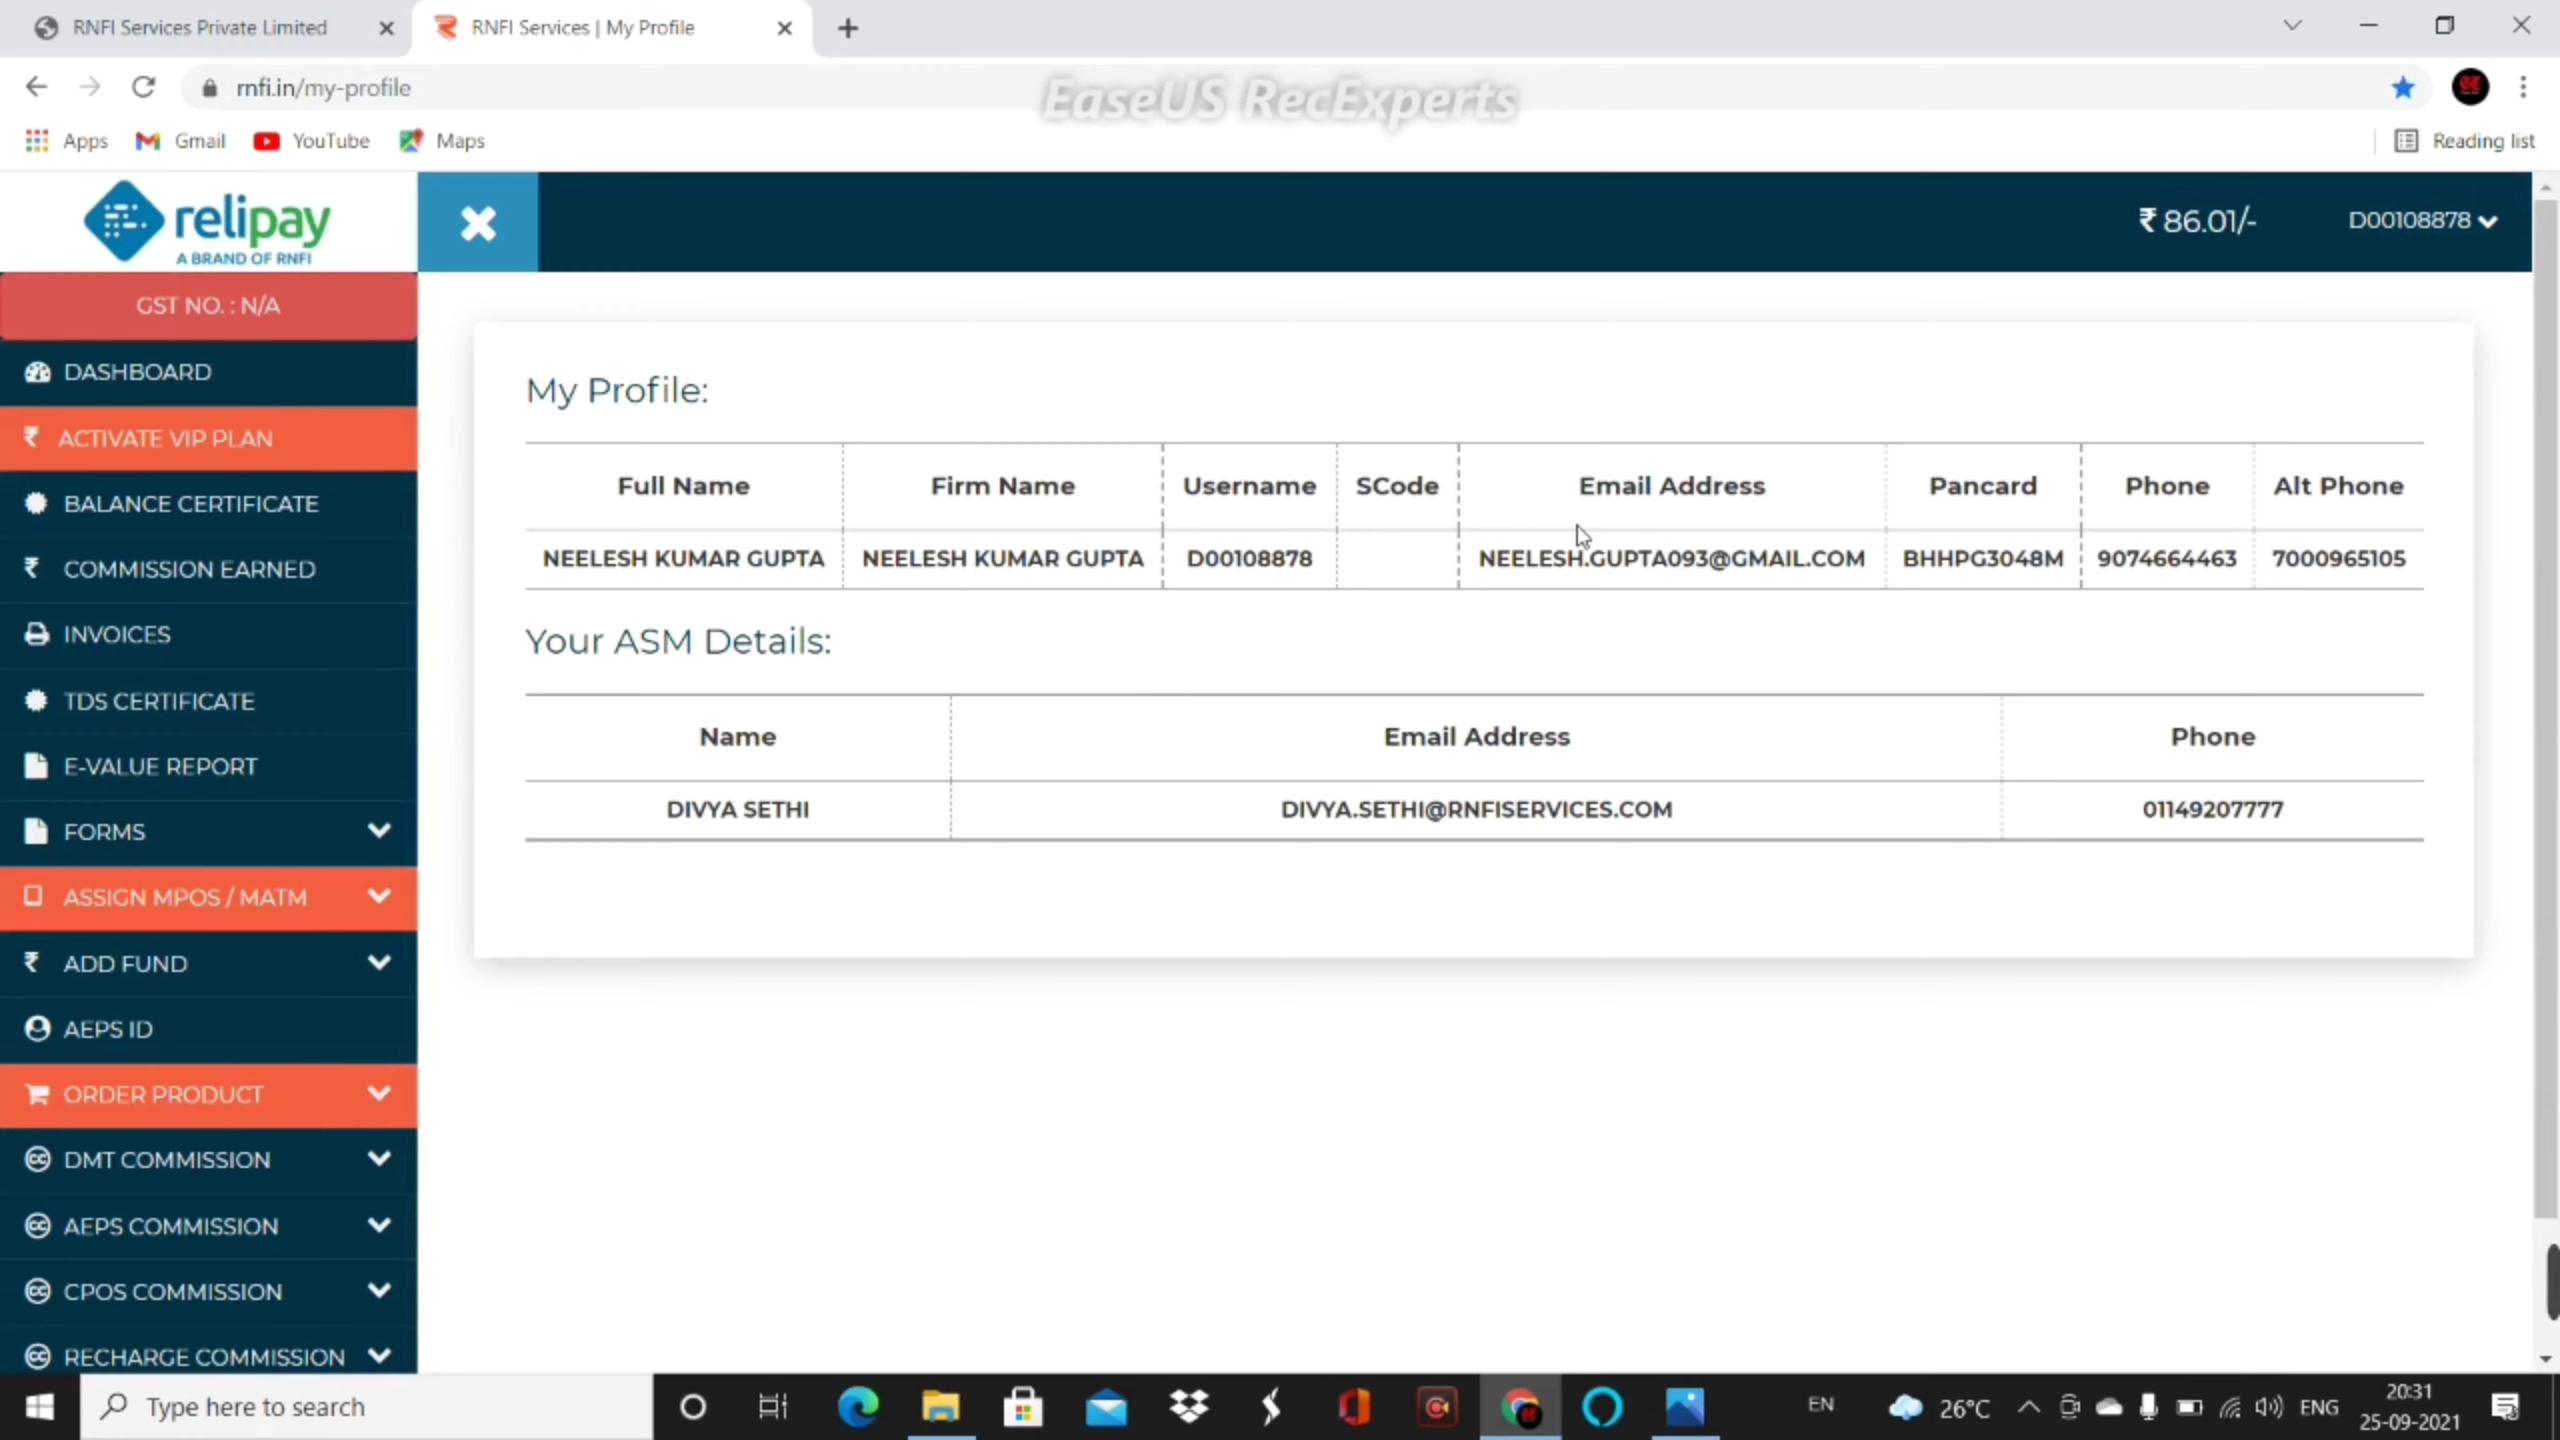 RNFI Services Private Limited
RNFI Services | My Profile
rnfi.in/my-profile
EaseUS RecExperts
Apps Gmail YouTube Maps Reading list
relipay
A BRAND OF RNFI
₹ 86.01/- D00108878
GST NO. : N/A
DASHBOARD
₹ ACTIVATE VIP PLAN
BALANCE CERTIFICATE
₹ COMMISSION EARNED
INVOICES
TDS CERTIFICATE
E-VALUE REPORT
FORMS
ASSIGN MPOS / MATM
₹ ADD FUND
AEPS ID
ORDER PRODUCT
DMT COMMISSION
AEPS COMMISSION
CPOS COMMISSION
RECHARGE COMMISSION
My Profile:
Full Name Firm Name Username SCode Email Address Pancard Phone Alt Phone
NEELESH KUMAR GUPTA NEELESH KUMAR GUPTA D00108878 NEELESH.GUPTA093@GMAIL.COM BHHPG3048M 9074664463 7000965105
Your ASM Details:
Name Email Address Phone
DIVYA SETHI DIVYA.SETHI@RNFISERVICES.COM 01149207777
Type here to search
EN 26°C ENG 20:31
25-09-2021